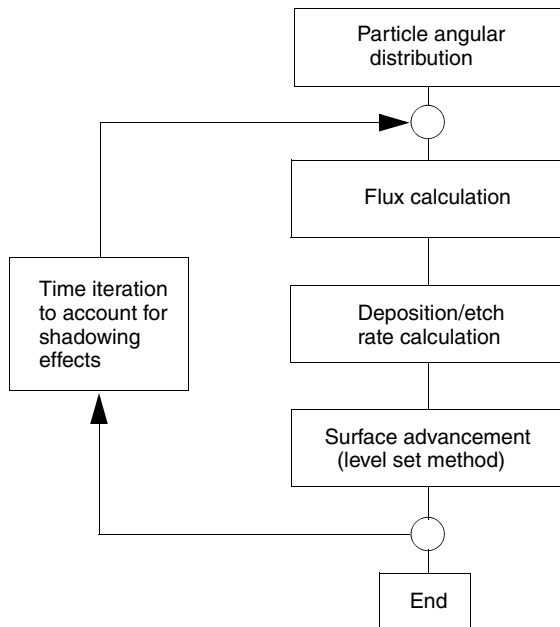 Particle angular
distribution
Flux calculation
Time iteration
to account for
shadowing
effects
Deposition/etch
rate calculation
Surface advancement
(level set method)
End